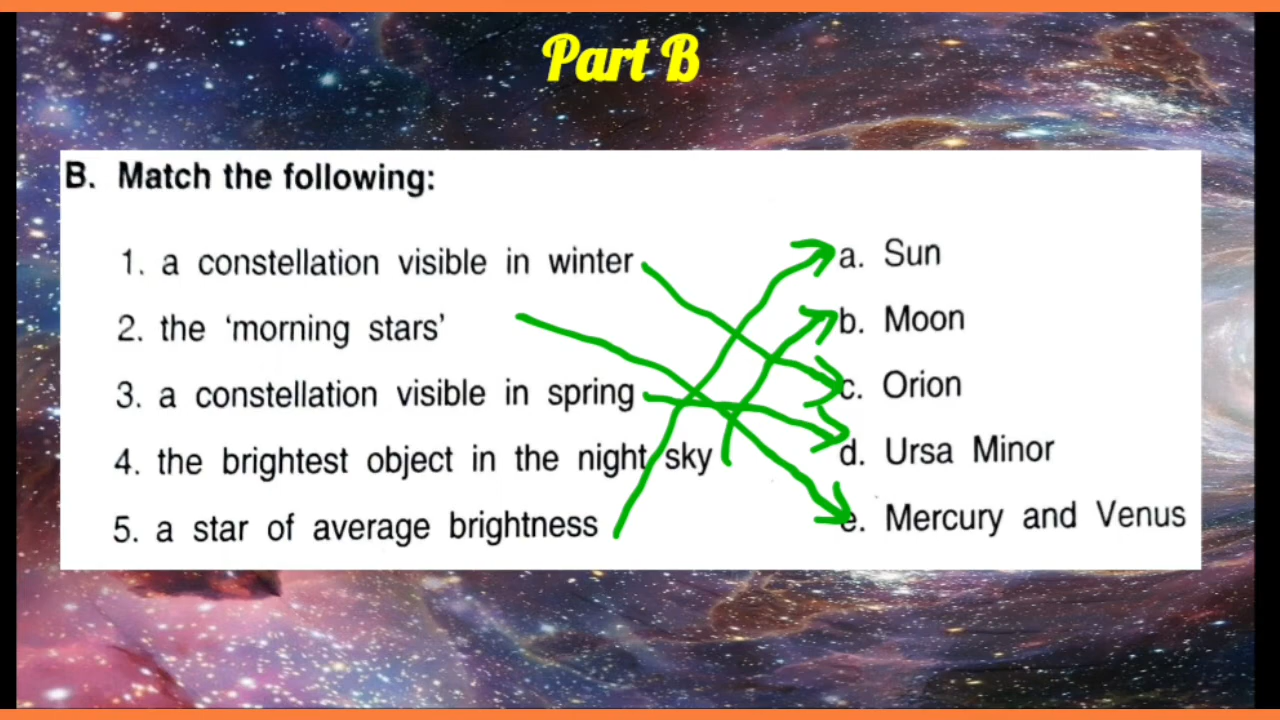 Part B
B. Match the following:
1. a constellation visible in winter a. Sun
2. the ‘morning stars’ b. Moon
3. a constellation visible in spring c. Orion
4. the brightest object in the night sky d. Ursa Minor
5. a star of average brightness e. Mercury and Venus